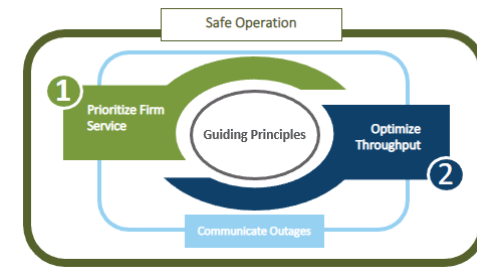 Safe Operation
1
Prioritize Firm
Service
Guiding Principles
Optimize
Throughput
2
Communicate Outages